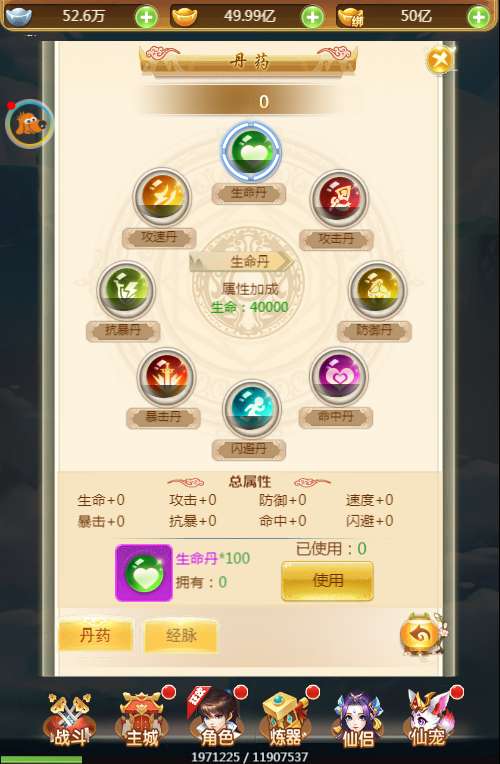 52.6万 49.99亿 绑 50亿
丹药
0
生命丹
攻速丹 攻击丹
生命丹
属性加成
生命：40000
抗暴丹 防御丹
暴击丹 命中丹
闪避丹
总属性
生命+0 攻击+0 防御+0 速度+0
暴击+0 抗暴+0 命中+0 闪避+0
生命丹*100 已使用：0
拥有：0 使用
丹药 经脉
战斗 主城 角色 炼器 仙侣 仙宠
1971225 / 11907537